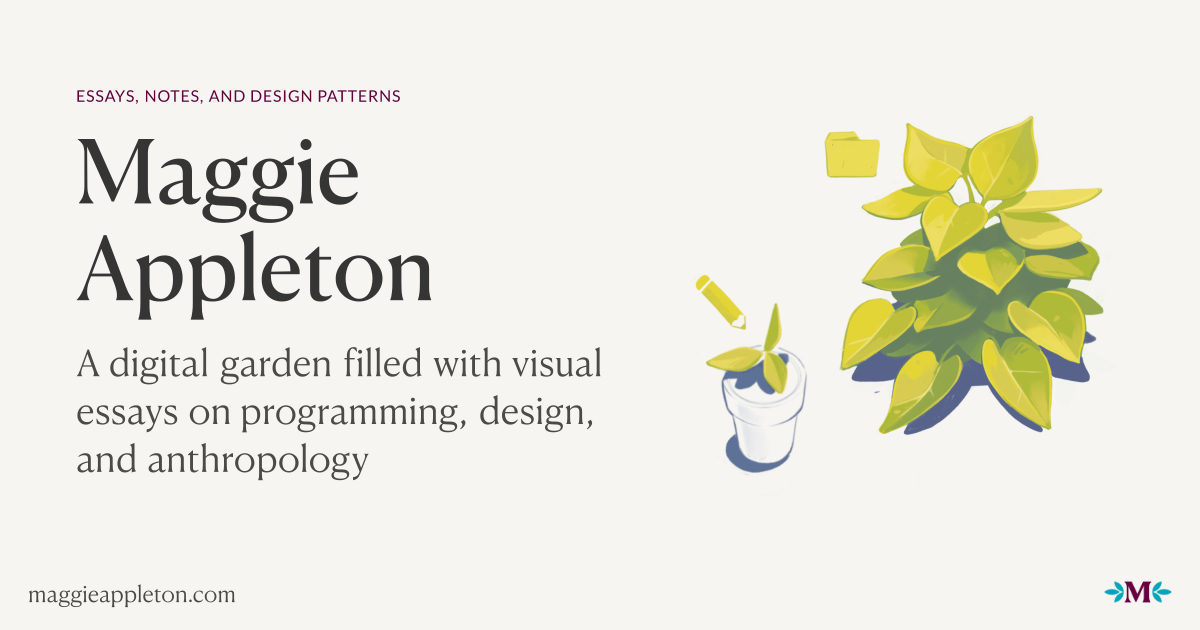 ESSAYS, NOTES, AND DESIGN PATTERNS
Maggie
Appleton
A digital garden filled with visual
essays on programming, design,
and anthropology
maggieappleton.com
M